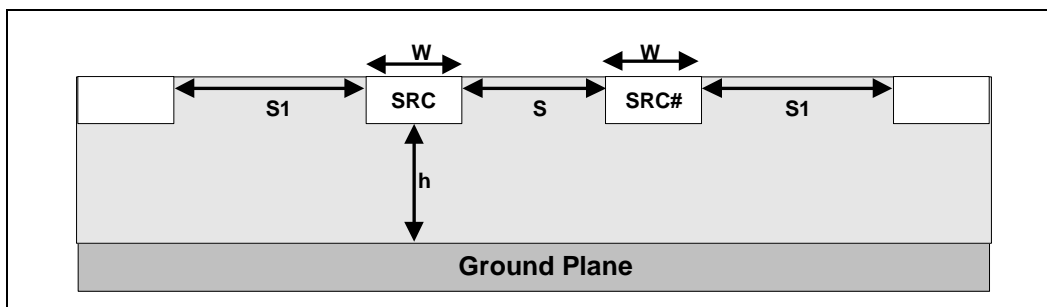 W W
SRC SRC#
S1 S S1
h
Ground Plane